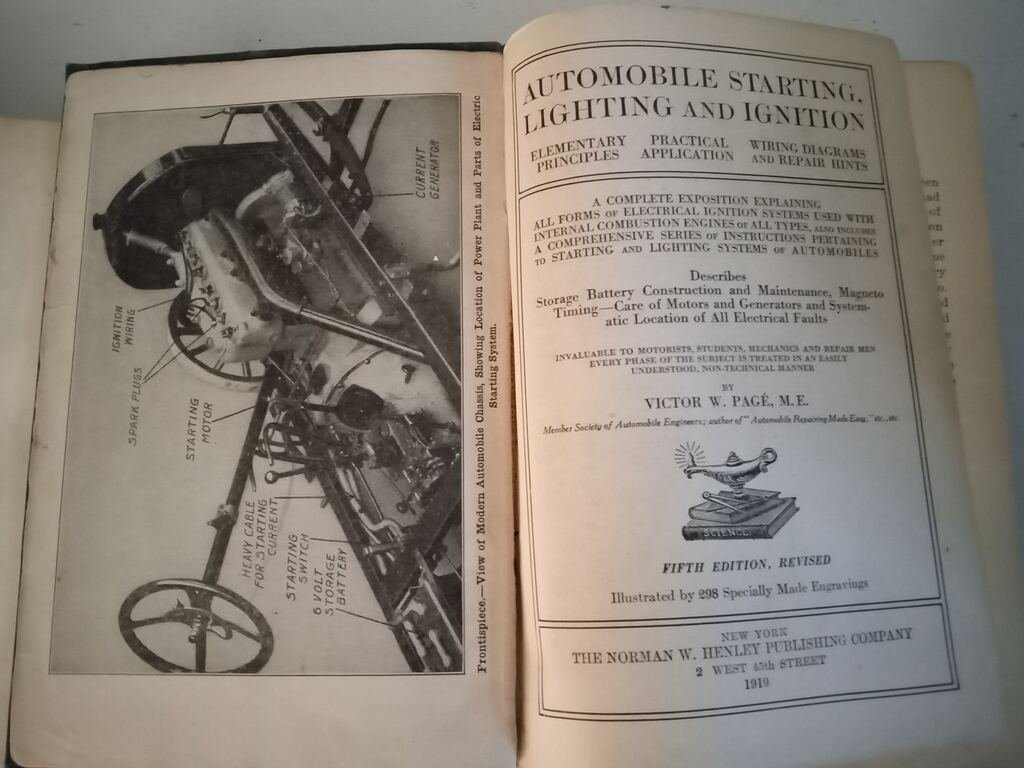 CURRENT
GENERATOR
IGNITION
WIRING
SPARK PLUGS
STARTING
MOTOR
HEAVY CABLE
FOR STARTING
CURRENT
STARTING
SWITCH
6 VOLT
STORAGE
BATTERY
Frontispiece.—View of Modern Automobile Chassis, Showing Location of Power Plant and Parts of Electric
Starting System.
AUTOMOBILE STARTING,
LIGHTING AND IGNITION
ELEMENTARY PRACTICAL WIRING DIAGRAMS
PRINCIPLES APPLICATION AND REPAIR HINTS
A COMPLETE EXPOSITION EXPLAINING
ALL FORMS OF ELECTRICAL IGNITION SYSTEMS USED WITH
INTERNAL COMBUSTION ENGINES OF ALL TYPES, ALSO INCLUDES
A COMPREHENSIVE SERIES OF INSTRUCTIONS PERTAINING
TO STARTING AND LIGHTING SYSTEMS OF AUTOMOBILES
Describes
Storage Battery Construction and Maintenance, Magneto
Timing—Care of Motors and Generators and System-
atic Location of All Electrical Faults
INVALUABLE TO MOTORISTS, STUDENTS, MECHANICS AND REPAIR MEN
EVERY PHASE OF THE SUBJECT IS TREATED IN AN EASILY
UNDERSTOOD, NON-TECHNICAL MANNER
BY
VICTOR W. PAGÉ, M.E.
Member Society of Automobile Engineers; author of "Automobile Repairing Made Easy," etc., etc.
SCIENCE
FIFTH EDITION, REVISED
Illustrated by 298 Specially Made Engravings
NEW YORK
THE NORMAN W. HENLEY PUBLISHING COMPANY
2 WEST 45th STREET
1919